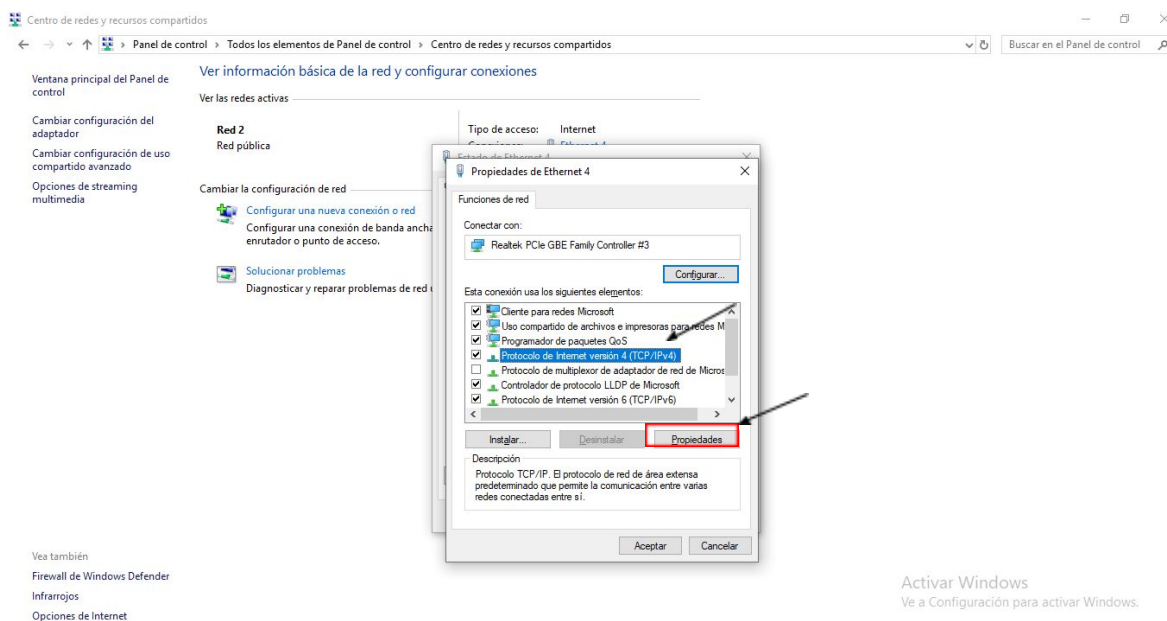 Centro de redes y recursos compartidos
Panel de control > Todos los elementos de Panel de control > Centro de redes y recursos compartidos
Buscar en el Panel de control
Ventana principal del Panel de
control
Cambiar configuración del
adaptador
Cambiar configuración de uso
compartido avanzado
Opciones de streaming
multimedia
Ver información básica de la red y configurar conexiones
Ver las redes activas
Red 2
Red pública
Tipo de acceso: Internet
Conexiones: Ethernet 4
Cambiar la configuración de red
Configurar una nueva conexión o red
Configurar una conexión de banda ancha
enrutador o punto de acceso.
Solucionar problemas
Diagnosticar y reparar problemas de red
Estado de Ethernet 4
Propiedades de Ethernet 4
Funciones de red
Conectar con:
Realtek PCIe GBE Family Controller #3
Configurar...
Esta conexión usa los siguientes elementos:
Cliente para redes Microsoft
Uso compartido de archivos e impresoras para redes M
Programador de paquetes QoS
Protocolo de Internet versión 4 (TCP/IPv4)
Protocolo de multiplexor de adaptador de red de Micros
Controlador de protocolo LLDP de Microsoft
Protocolo de Internet versión 6 (TCP/IPv6)
Instalar...
Desinstalar
Propiedades
Descripción
Protocolo TCP/IP. El protocolo de red de área extensa
predeterminado que permite la comunicación entre varias
redes conectadas entre sí.
Aceptar
Cancelar
Vea también
Firewall de Windows Defender
Infrarrojos
Opciones de Internet
Activar Windows
Ve a Configuración para activar Windows.